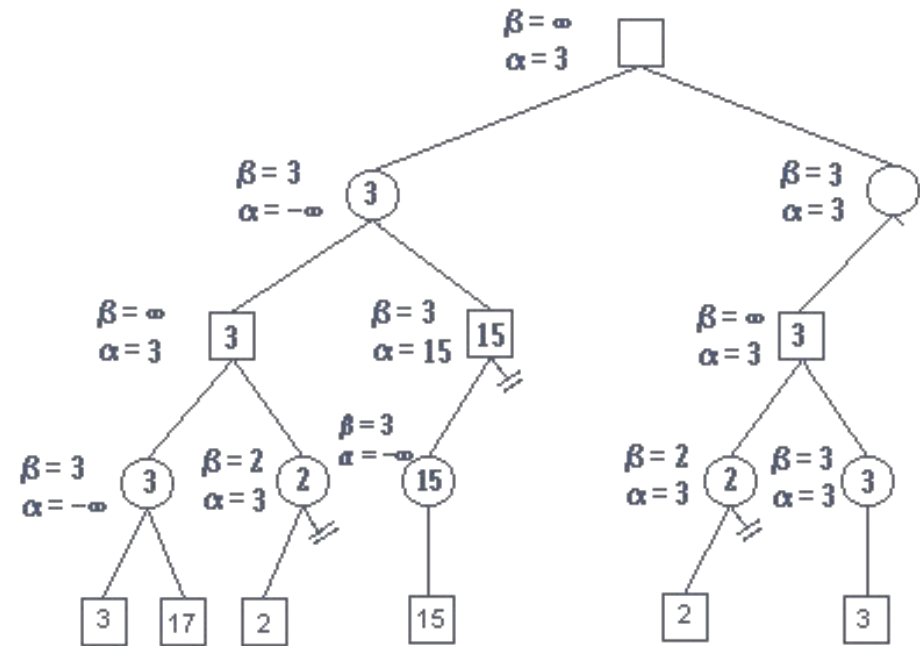 β = ∞
α = 3
β = 3
α = -∞
3
β = 3
α = 3
β = ∞
α = 3
3
β = 3
α = 15
15
β = ∞
α = 3
3
β = 3
α = -∞
3
β = 2
α = 3
2
β = 3
α = -∞
15
β = 2
α = 3
2
β = 3
α = 3
3
3
17
2
15
2
3